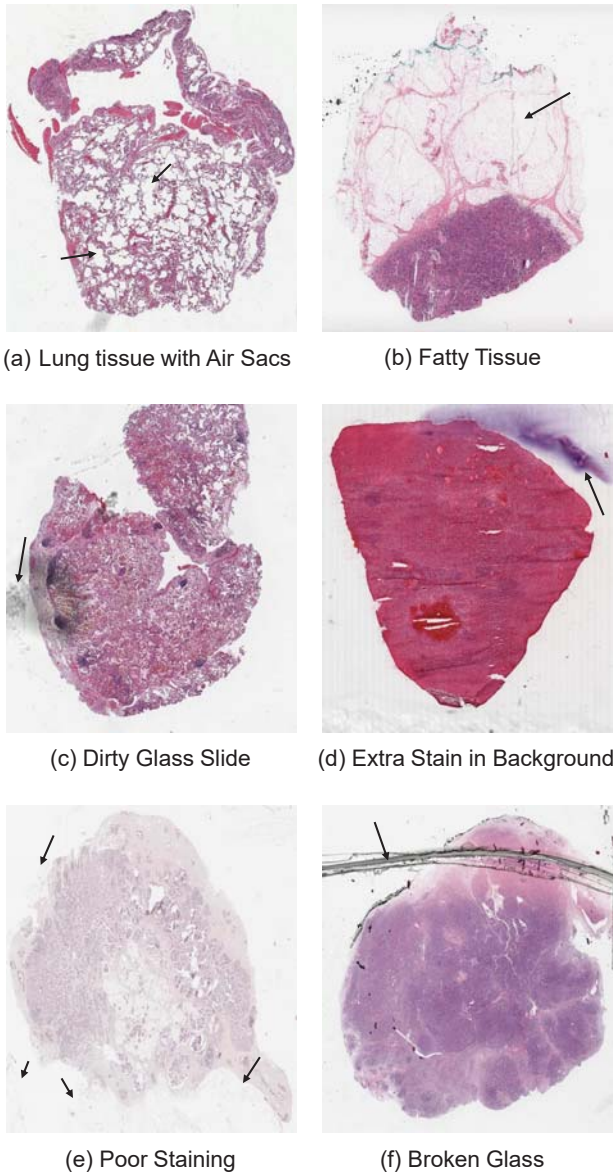 (a) Lung tissue with Air Sacs
(b) Fatty Tissue
(c) Dirty Glass Slide
(d) Extra Stain in Background
(e) Poor Staining
(f) Broken Glass